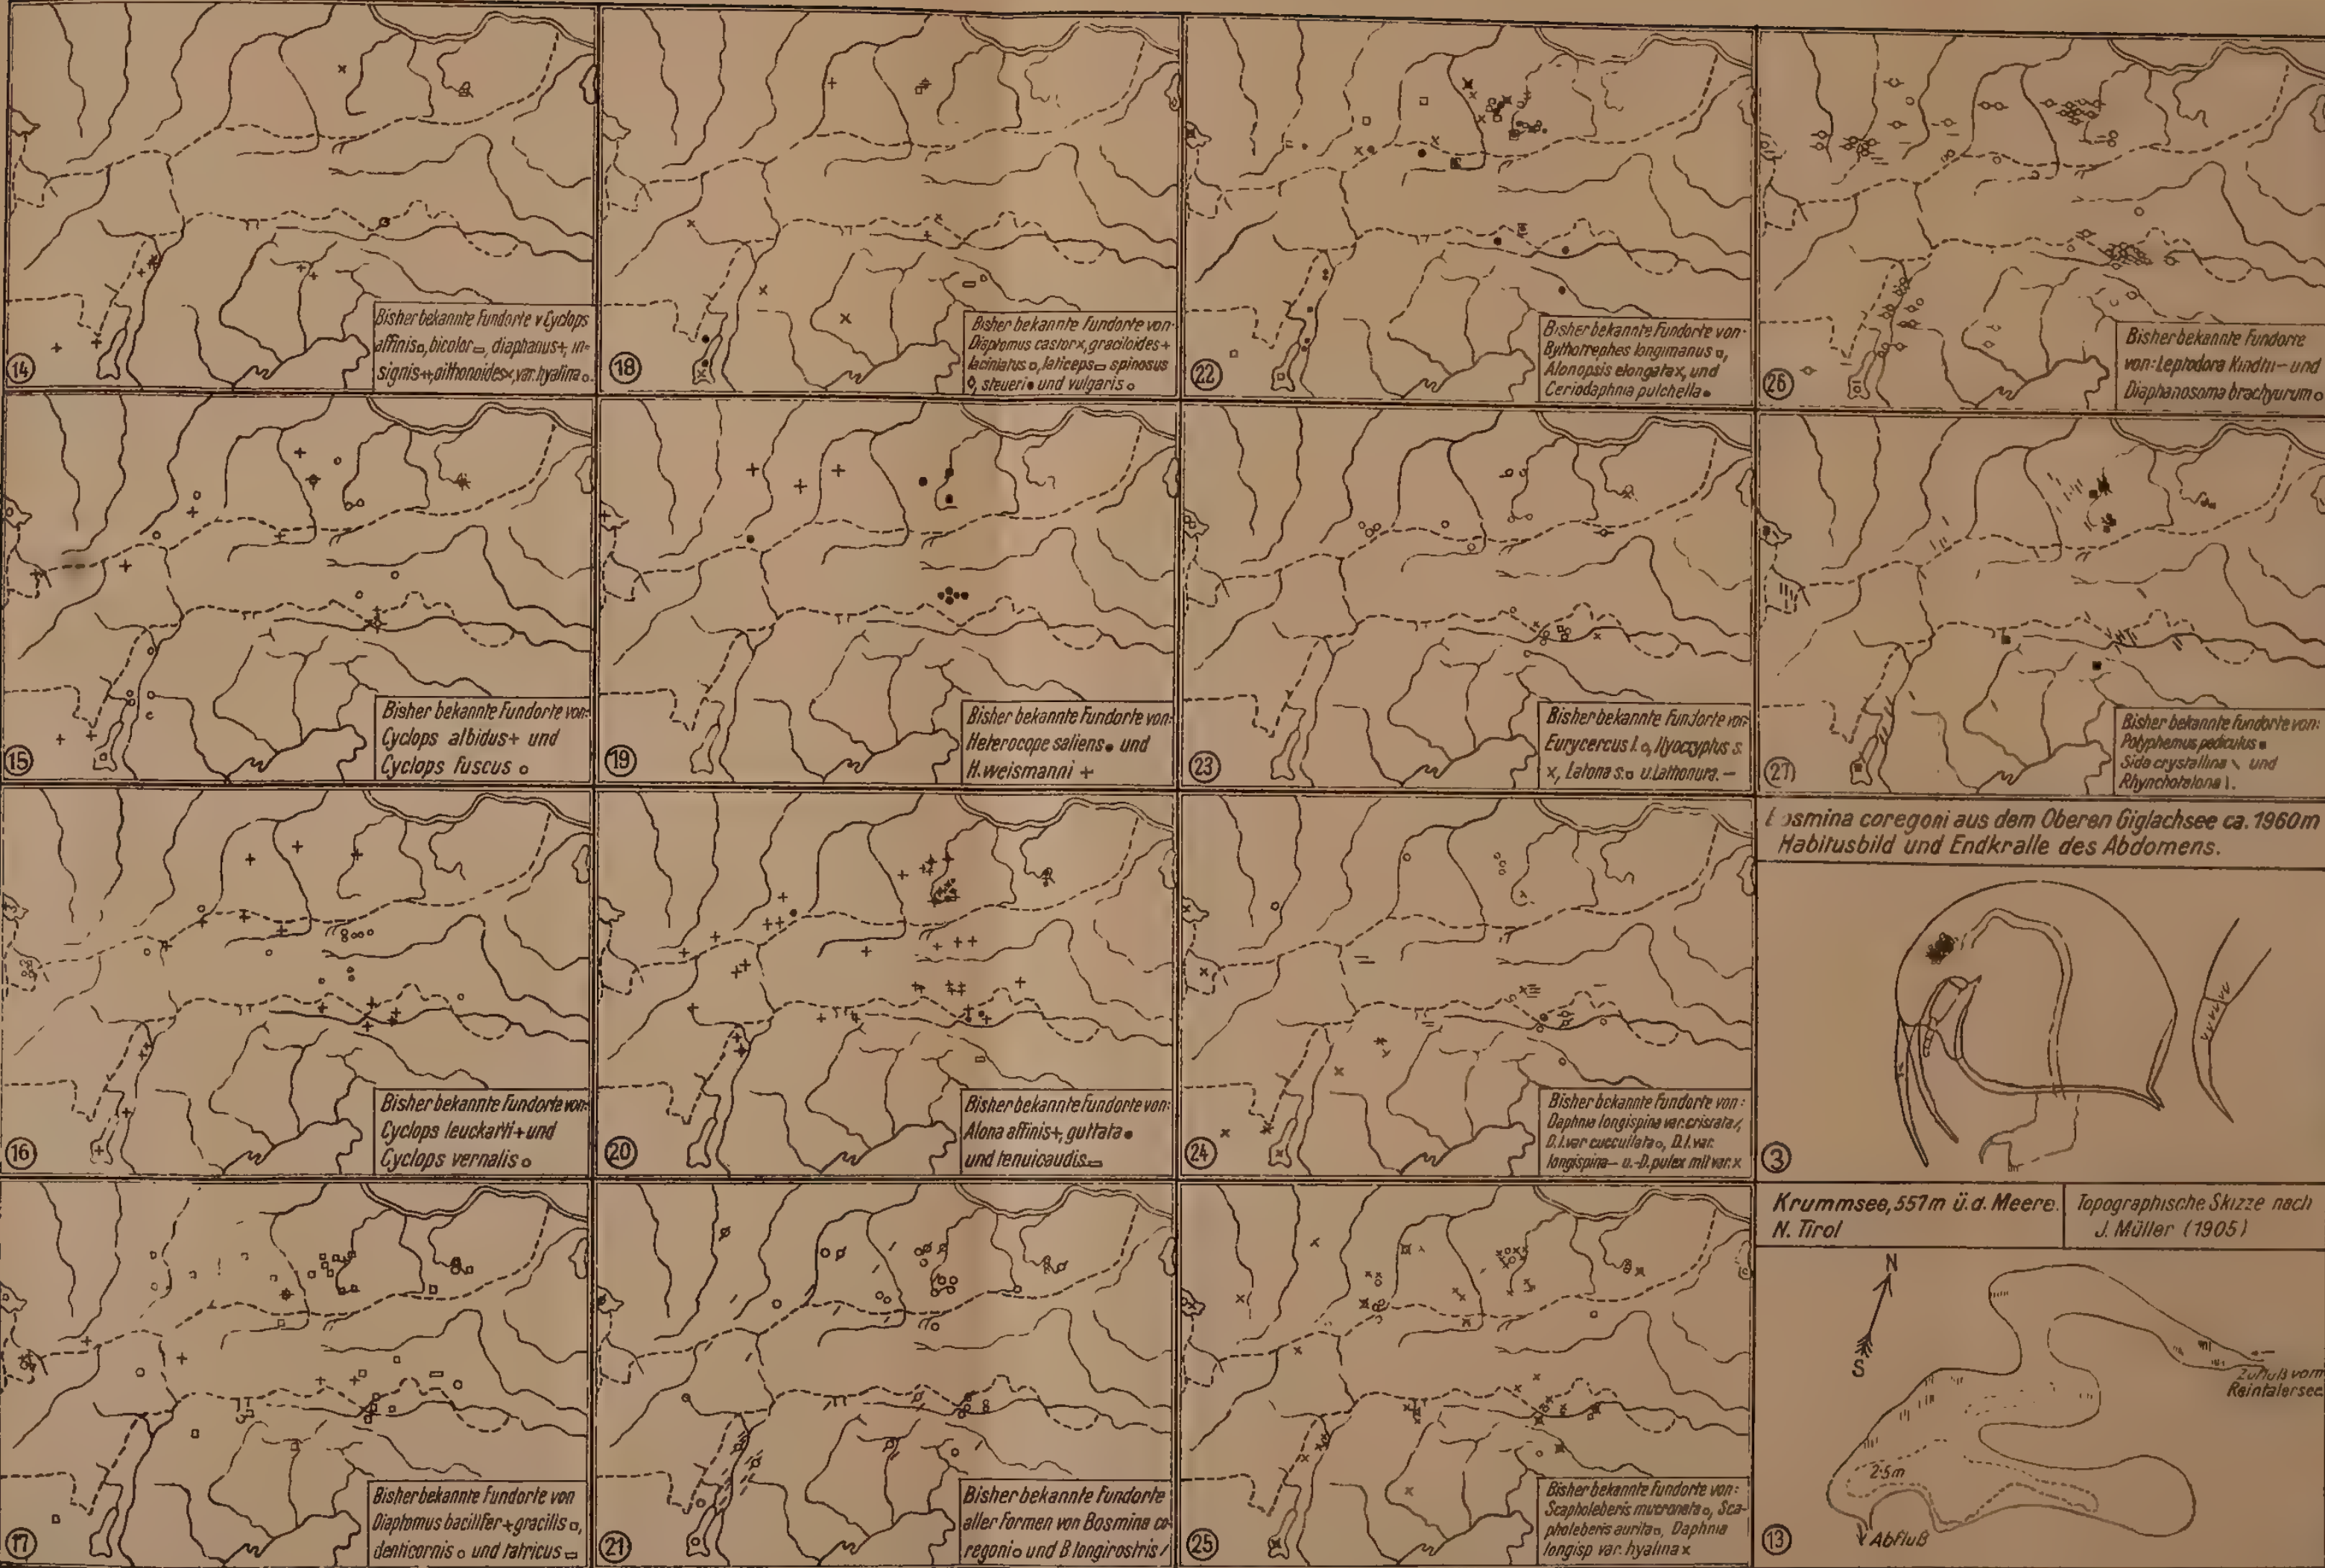 Bisher bekannte Fundorte v Cyclops
affinis□, bicolor▭, diaphanus+, in=
signis++, oithonoides×, var. hyalina○.
14
Bisher bekannte Fundorte von:
Cyclops albidus+ und
Cyclops fuscus ○
15
Bisher bekannte Fundorte von:
Cyclops leuckarti+und
Cyclops vernalis○
16
Bisher bekannte Fundorte von
Diaptomus bacillifer+gracilis□,
denticornis○ und tatricus▭
17
Bisher bekannte Fundorte von:
Diaptomus castor×, graciloides+
laciniatus□, laticeps▭ spinosus
◊, steueri● und vulgaris○
18
Bisher bekannte Fundorte von:
Heterocope saliens● und
H. weismanni +
19
Bisher bekannte Fundorte von:
Alona affinis+, guttata●
und tenuicaudis▭
20
Bisher bekannte Fundorte
aller Formen von Bosmina co-
regoni○ und B longirostris/
21
Bisher bekannte Fundorte von:
Bythotrephes longimanus□,
Alonopsis elongata×, und
Ceriodaphnia pulchella●
22
Bisher bekannte Fundorte von:
Eurycercus l.○, Ilyocryptus s.
×, Latona s.□ u. Lathonura. —
23
Bisher bekannte Fundorte von:
Daphnia longispina var. cristata/,
D. l. var cucculata○, D. l. var.
longispina— u.-D. pulex mit var. ×
24
Bisher bekannte Fundorte von:
Scapholeberis mucronata○, Sca-
pholeberis aurita□, Daphnia
longisp var. hyalina×
25
Bisher bekannte Fundorte
von: Leptodora Kindtii— und
Diaphanosoma brachyurum○
26
Bisher bekannte Fundorte von:
Polyphemus pediculus■
Sida crystallina \ und
Rhynchotalona |.
27
Bosmina coregoni aus dem Oberen Giglachsee ca. 1960m
Habitusbild und Endkralle des Abdomens.
3
Krummsee, 557m ü. d. Meere.
N. Tirol
Topographische Skizze nach
J. Müller (1905)
N
S
Zufluß vom
Reintalersee
2·5m
Abfluß
13